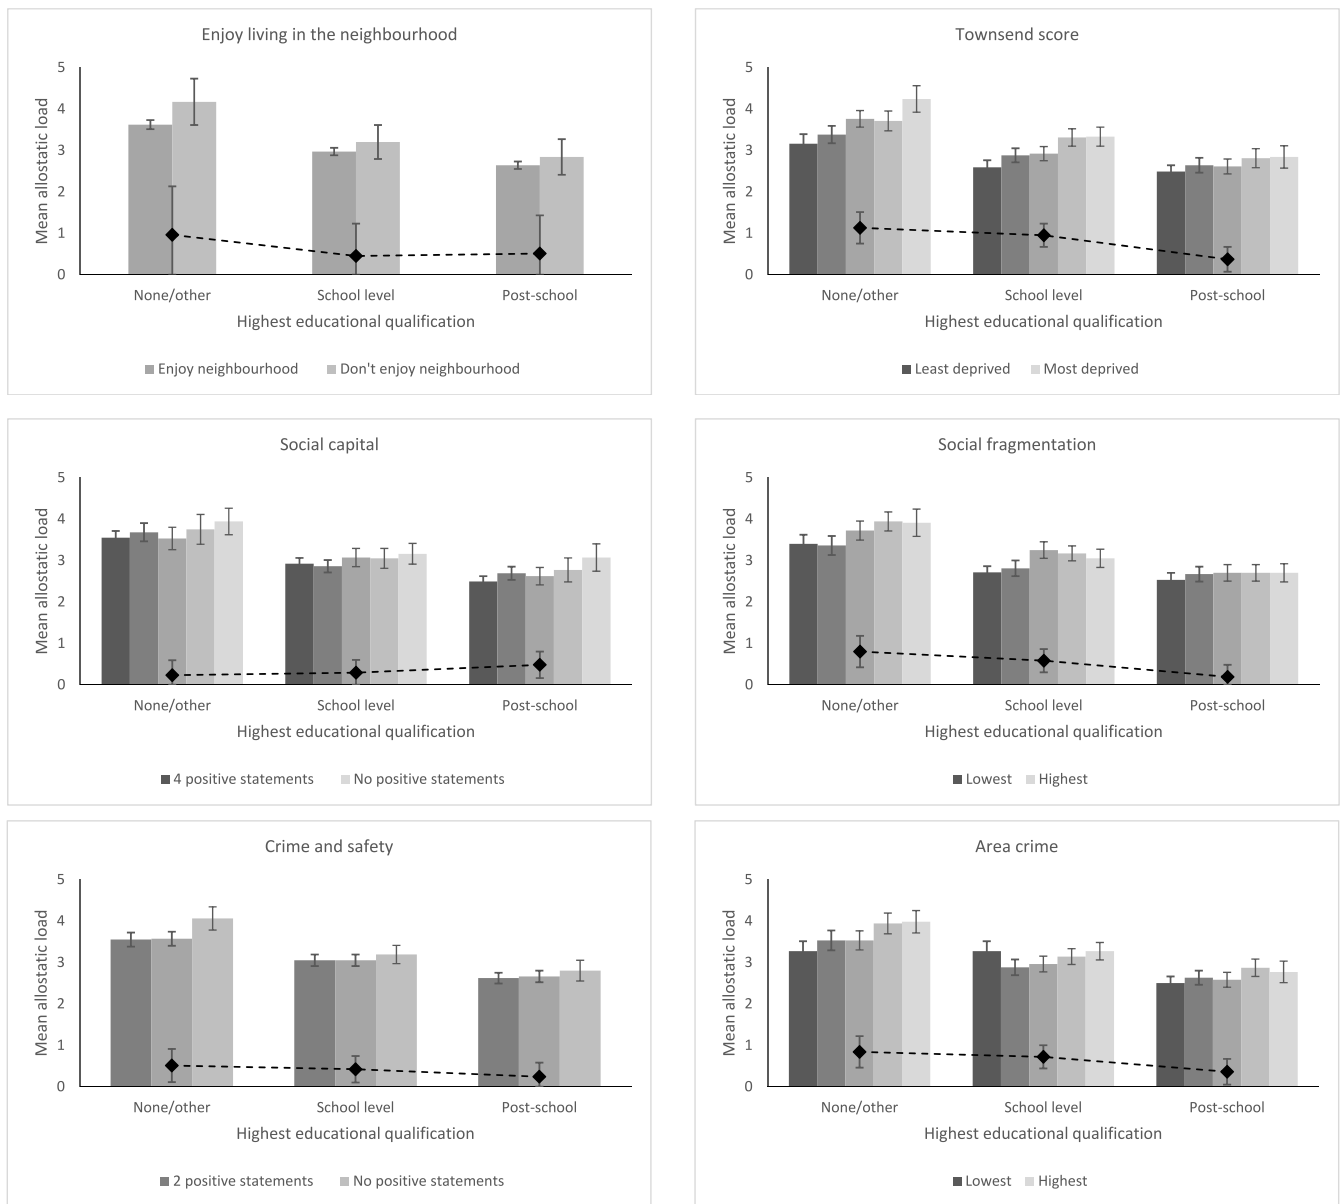 Enjoy living in the neighbourhood
Mean allostatic load
5
4
3
2
1
0
None/other School level Post-school
Highest educational qualification
Enjoy neighbourhood Don't enjoy neighbourhood
Townsend score
Mean allostatic load
5
4
3
2
1
0
None/other School level Post-school
Highest educational qualification
Least deprived Most deprived
Social capital
Mean allostatic load
5
4
3
2
1
0
None/other School level Post-school
Highest educational qualification
4 positive statements No positive statements
Social fragmentation
Mean allostatic load
5
4
3
2
1
0
None/other School level Post-school
Highest educational qualification
Lowest Highest
Crime and safety
Mean allostatic load
5
4
3
2
1
0
None/other School level Post-school
Highest educational qualification
2 positive statements No positive statements
Area crime
Mean allostatic load
5
4
3
2
1
0
None/other School level Post-school
Highest educational qualification
Lowest Highest